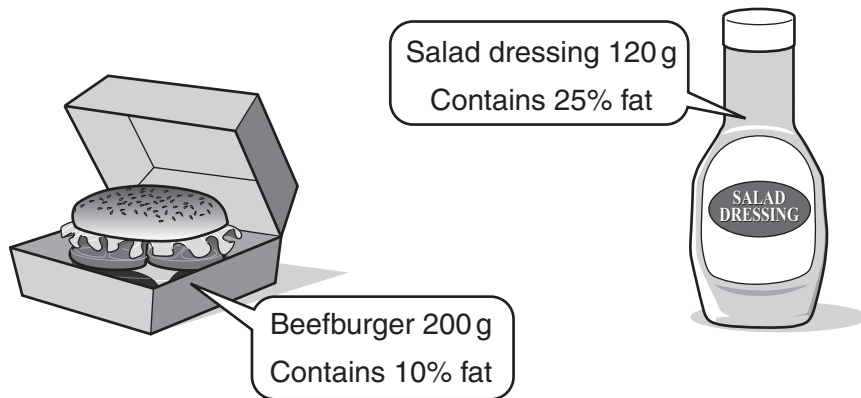 Salad dressing 120 g
Contains 25% fat
SALAD
DRESSING
Beefburger 200 g
Contains 10% fat